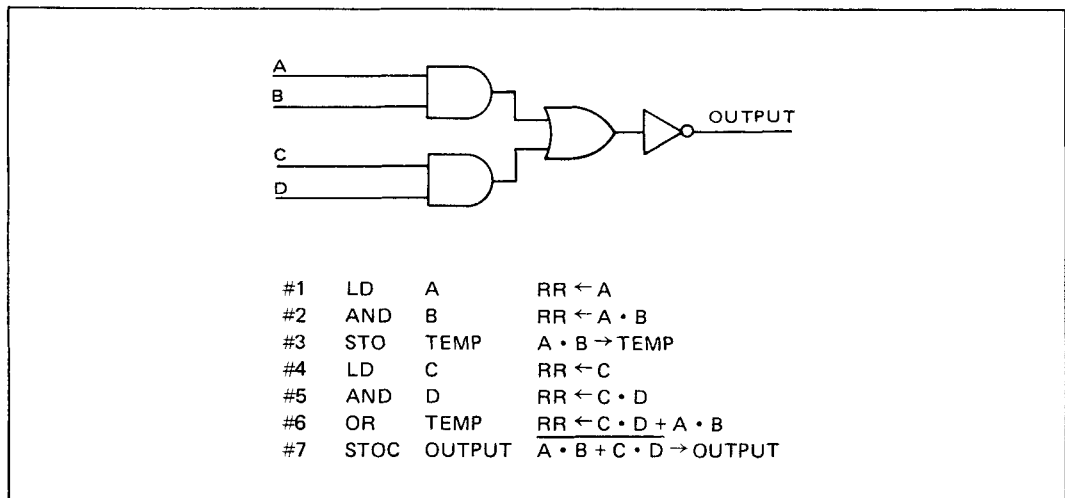 A
B
C
D
OUTPUT
#1 LD A RR ← A
#2 AND B RR ← A • B
#3 STO TEMP A • B → TEMP
#4 LD C RR ← C
#5 AND D RR ← C • D
#6 OR TEMP RR ← C • D + A • B
#7 STOC OUTPUT A̅ ̅•̅ ̅B̅ ̅+̅ ̅C̅ ̅•̅ ̅D̅ → OUTPUT